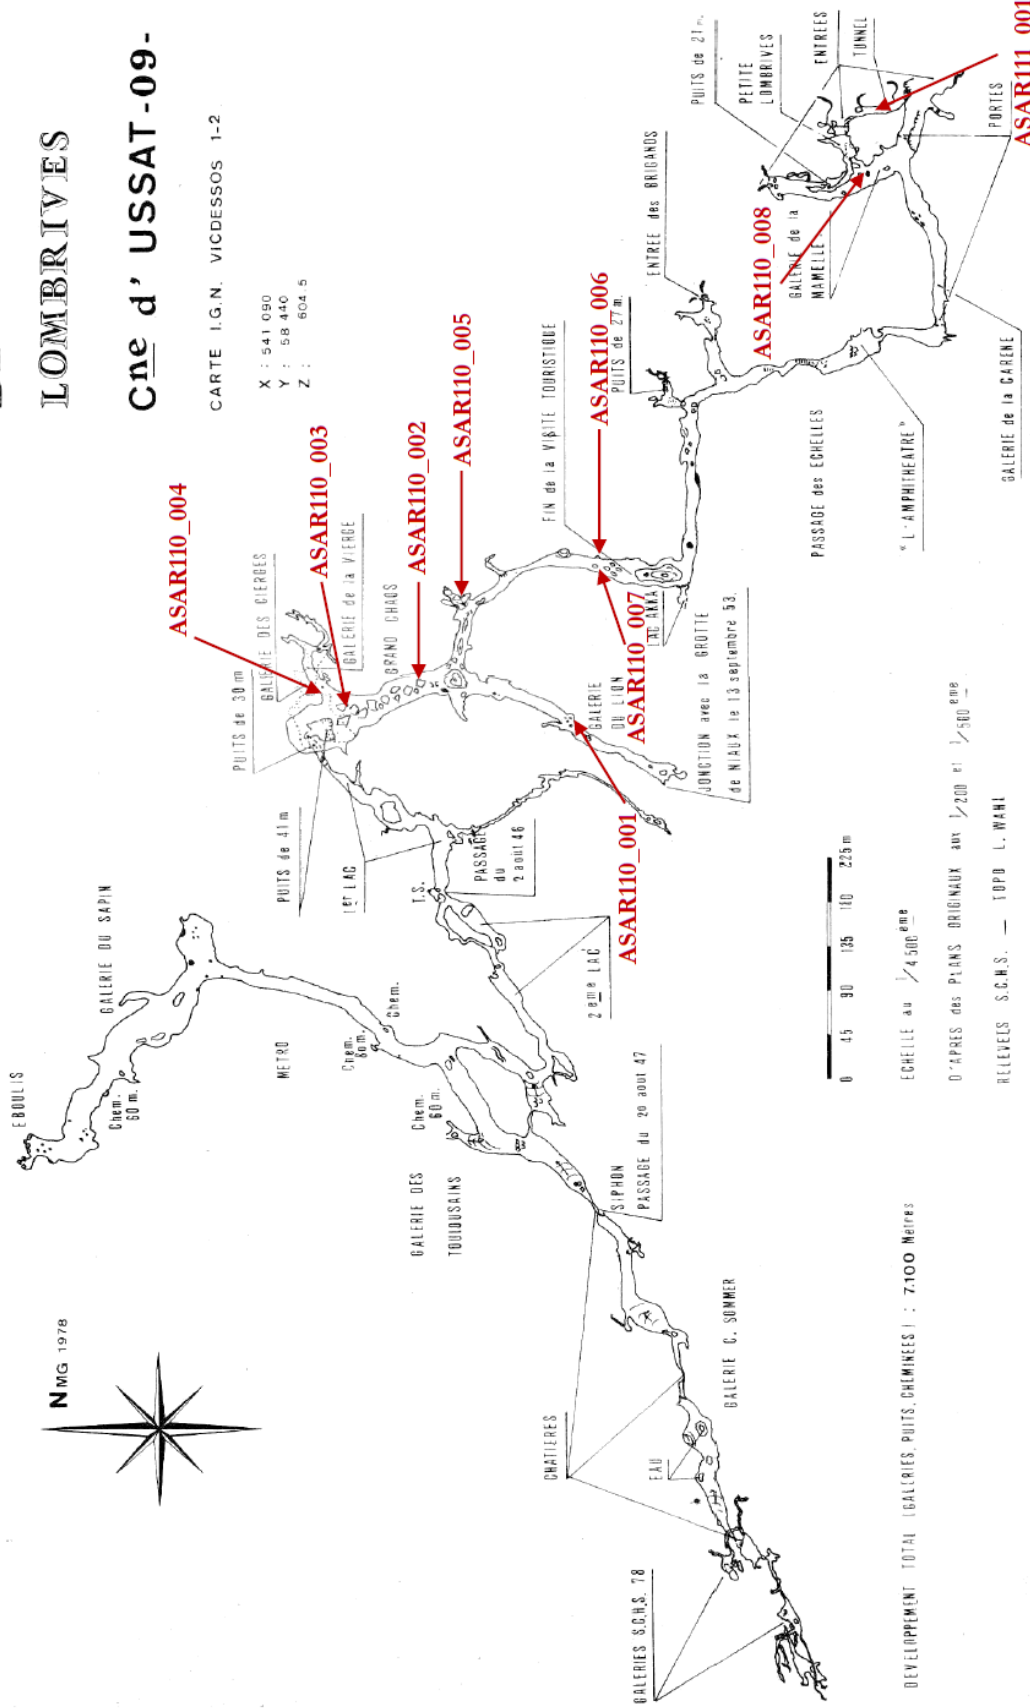 LOMBRIVES
Cne d' USSAT -09-
CARTE I.G.N. VICDESSOS 1-2
X : 541 090
Y : 58 440
Z : 604.5
N MG 1978
EBOULIS
GALERIE DU SAPIN
Chem.
60 m.
METRO
Chem.
80 m.
Chem.
Chem.
60 m.
GALERIE DES
TOULOUSAINS
PUITS de 30 m
GALERIE DES CIERGES
GALERIE de la VIERGE
GRAND CHAOS
PUITS de 41 m
1er LAC
T.S.
PASSAGE
du
2 août 46
2 eme LAC
SIPHON
PASSAGE du 20 aout 47
CHATIERES
EAU
GALERIE C. SOMMER
GALERIES S.C.H.S. 78
GALERIE
DU LION
JONCTION avec la GROTTE
de NIAUX le 13 septembre 53.
LAC AKKA
FIN de la VISITE TOURISTIQUE
PUITS de 27 m.
ENTREE des BRIGANDS
PASSAGE des ECHELLES
"L'AMPHITHEATRE"
GALERIE de la CARENE
GALERIE de la
MAMELLE
PUITS de 21 m.
PETITE
LOMBRIVES
ENTREES
TUNNEL
PORTES
ASAR110_004
ASAR110_003
ASAR110_002
ASAR110_005
ASAR110_006
ASAR110_007
ASAR110_001
ASAR110_008
ASAR111_001
0 45 90 135 180 225 m
ECHELLE au 1/4500 ème
D'APRES des PLANS ORIGINAUX aux 1/200 et 1/500 eme
RELEVELS S.C.H.S. — TOPO L. WAHL
DEVELOPPEMENT TOTAL (GALERIES, PUITS, CHEMINEES) : 7.100 Metres